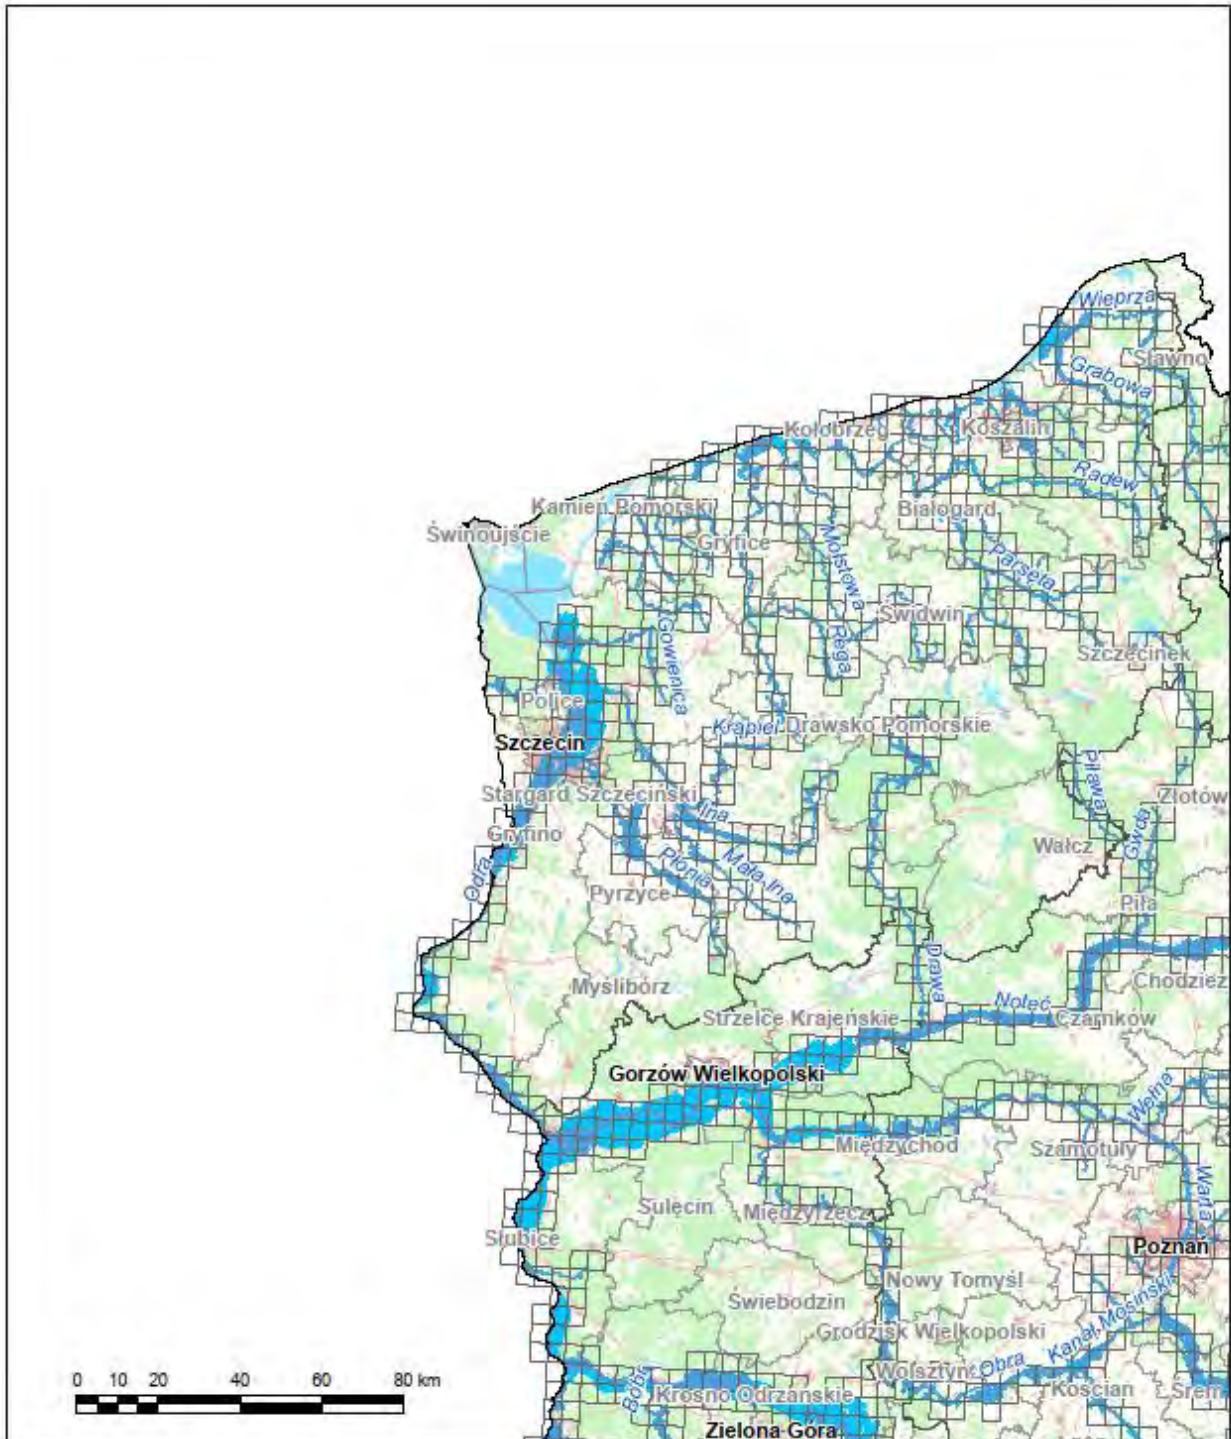 Wieprza
Sławno
Grabowa
Kołobrzeg
Koszalin
Radew
Kamień Pomorski
Białogard
Świnoujście
Gryfice
Mołstowa
Parsęta
Świdwin
Gowienica
Rega
Szczecinek
Police
Krąpiel
Drawsko Pomorskie
Szczecin
Piława
Stargard Szczeciński
Złotów
Ina
Gryfino
Gwda
Wałcz
Odra
Płonia
Mała Ina
Pyrzyce
Piła
Drawa
Chodzież
Myślibórz
Noteć
Strzelce Krajeńskie
Czarnków
Gorzów Wielkopolski
Wełna
Międzychod
Szamotuły
Warta
Sulęcin
Międzyrzecz
Słubice
Poznań
Nowy Tomyśl
Świebodzin
Kanał Mosiński
Grodzisk Wielkopolski
Wolsztyn
Obra
0 10 20 40 60 80 km
Bóbr
Krosno Odrzańskie
Kościan
Śrem
Zielona Góra